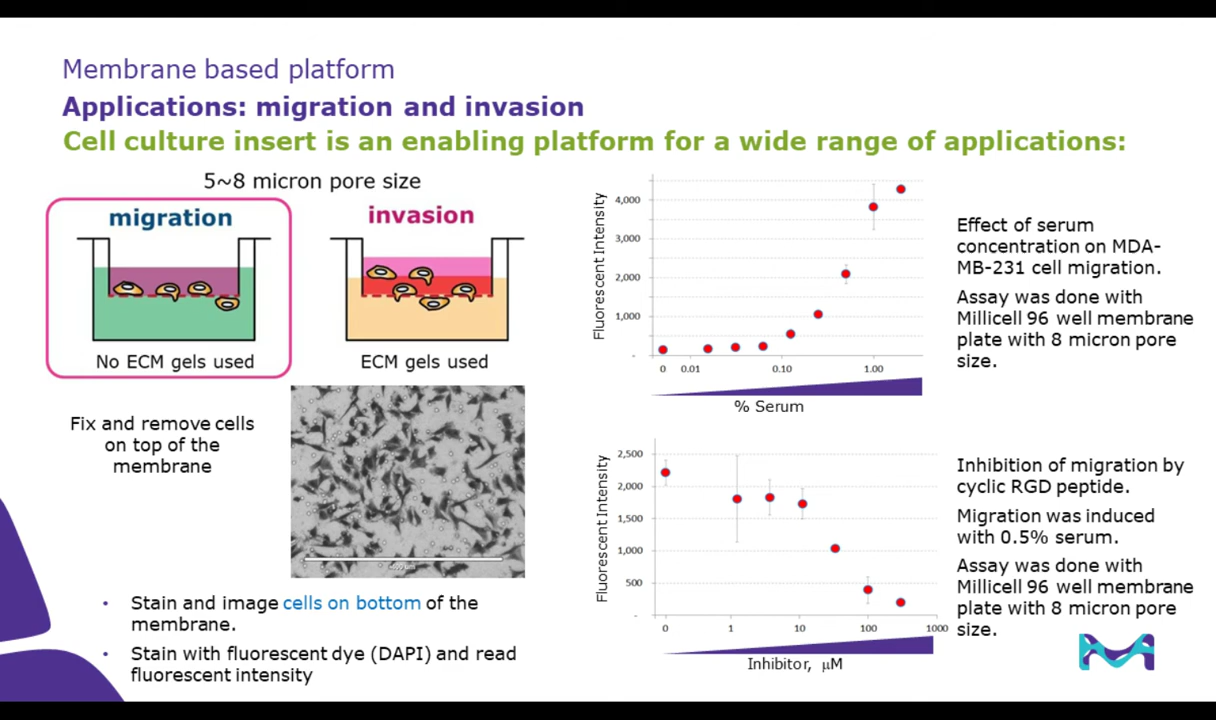 Membrane based platform
Applications: migration and invasion
Cell culture insert is an enabling platform for a wide range of applications:
5~8 micron pore size
migration
invasion
No ECM gels used
ECM gels used
Fix and remove cells
on top of the
membrane
• Stain and image cells on bottom of the
membrane.
• Stain with fluorescent dye (DAPI) and read
fluorescent intensity
Fluorescent Intensity
4,000
3,000
2,000
1,000
-
0 0.01 0.10 1.00
% Serum
Effect of serum
concentration on MDA-
MB-231 cell migration.
Assay was done with
Millicell 96 well membrane
plate with 8 micron pore
size.
Fluorescent Intensity
2,500
2,000
1,500
1,000
500
-
0 1 10 100 1000
Inhibitor, µM
Inhibition of migration by
cyclic RGD peptide.
Migration was induced
with 0.5% serum.
Assay was done with
Millicell 96 well membrane
plate with 8 micron pore
size.